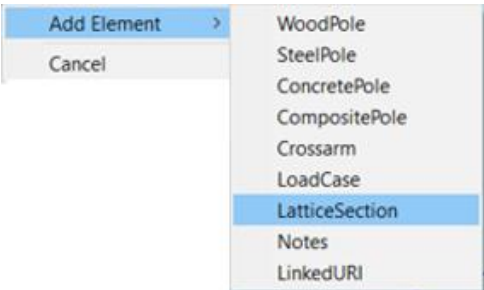 Add Element >
Cancel
WoodPole
SteelPole
ConcretePole
CompositePole
Crossarm
LoadCase
LatticeSection
Notes
LinkedURI